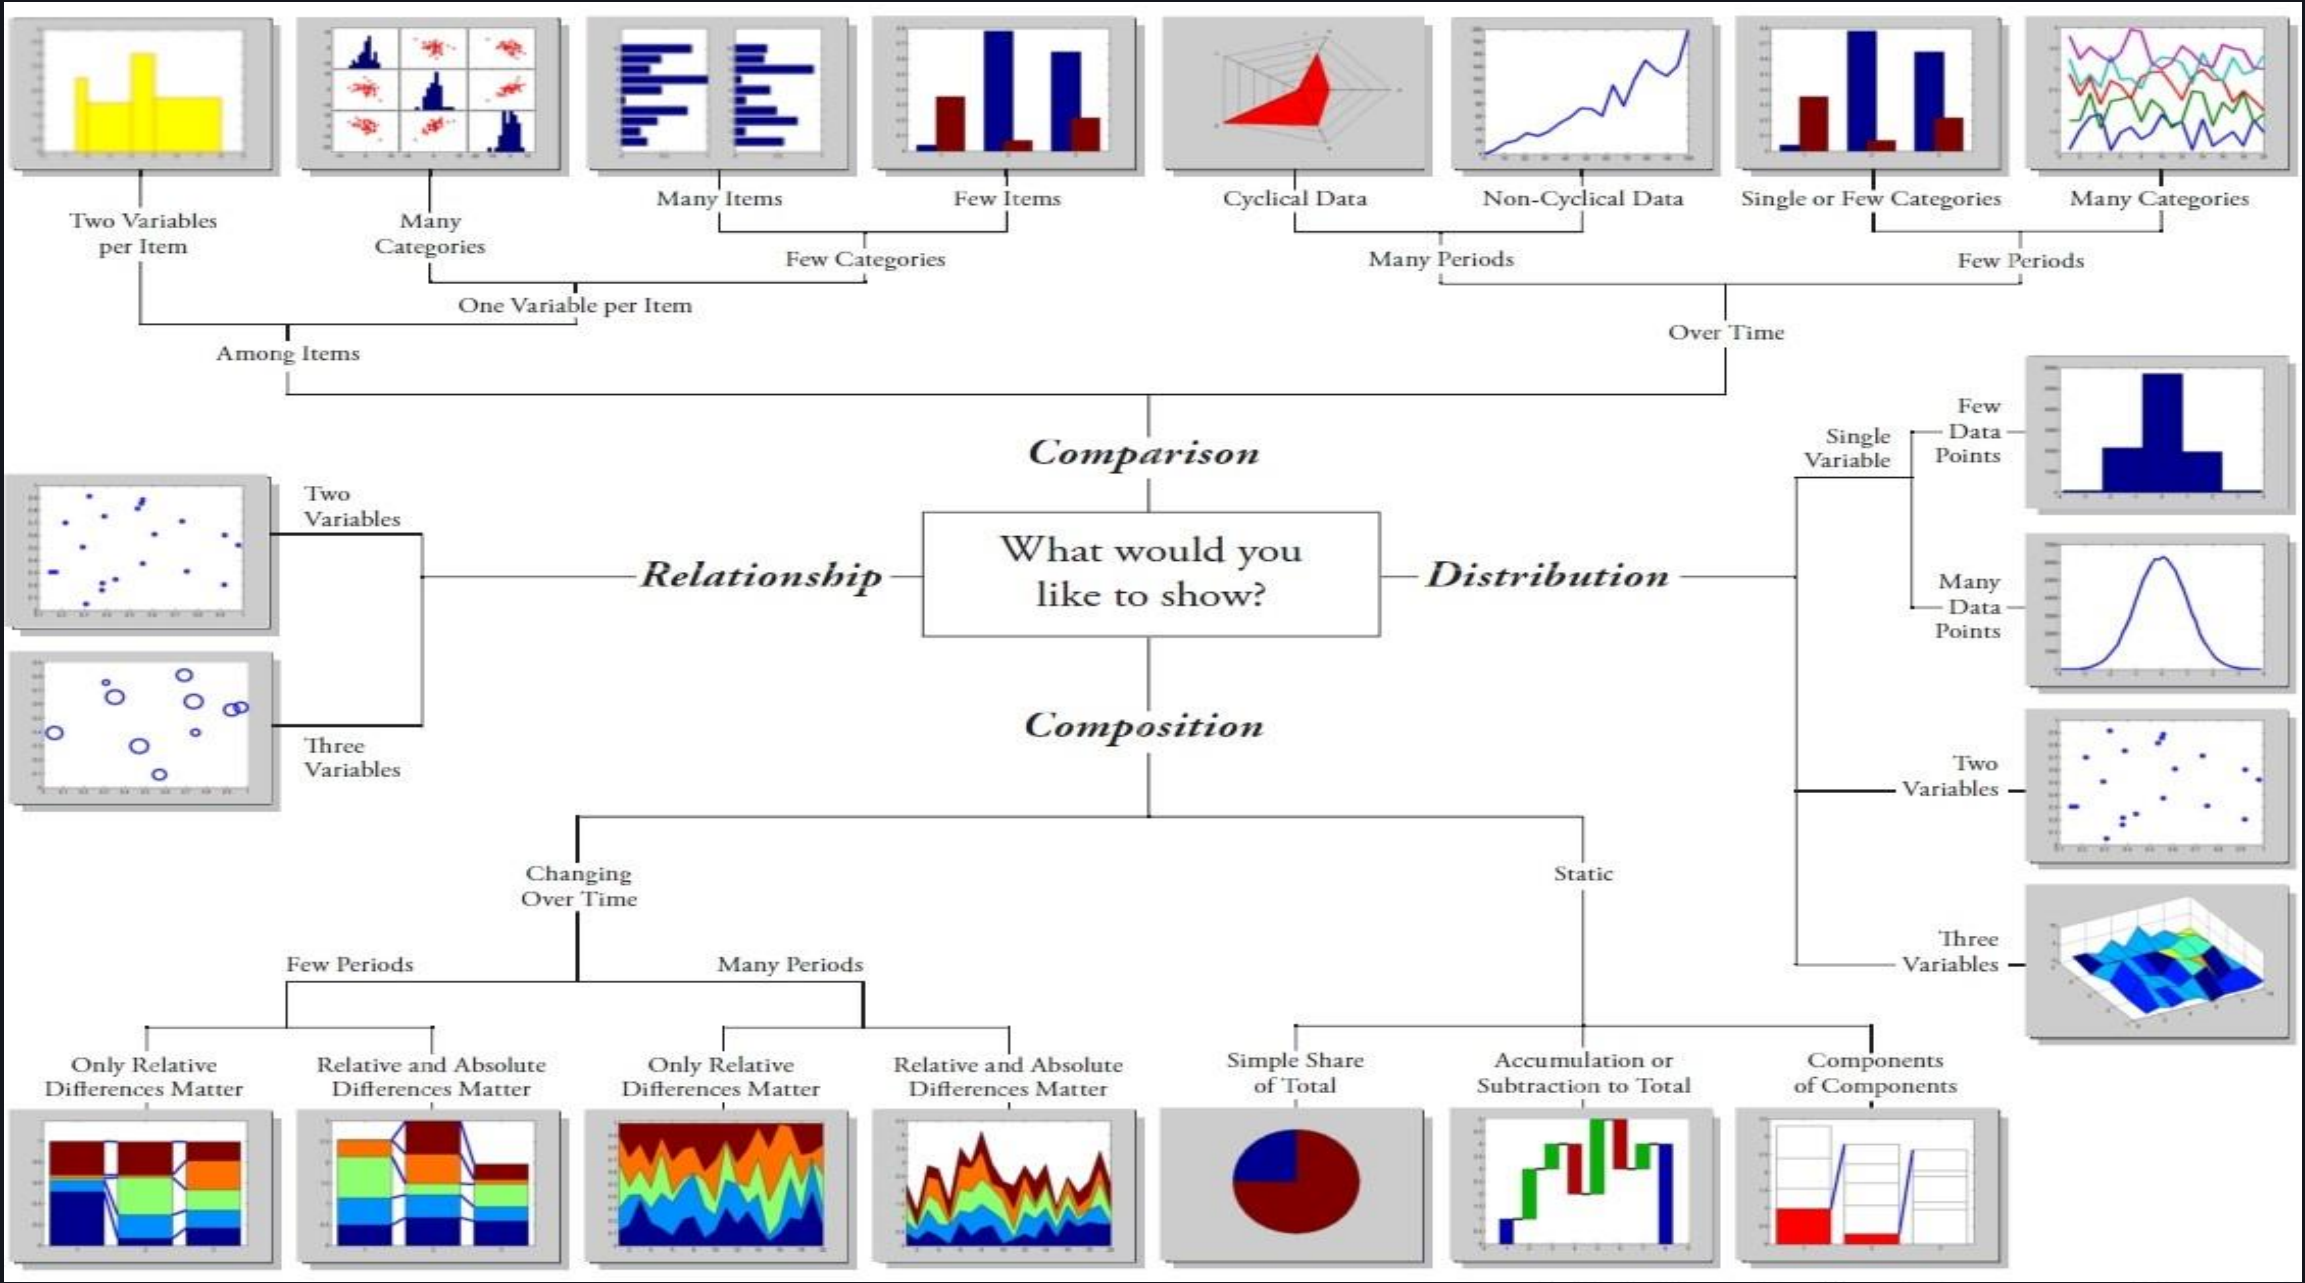 Two Variables
per Item
Many
Categories
Many Items
Few Items
Cyclical Data
Non-Cyclical Data
Single or Few Categories
Many Categories
Few Categories
Many Periods
Few Periods
One Variable per Item
Among Items
Over Time
Comparison
Two
Variables
Relationship
Three
Variables
What would you
like to show?
Distribution
Single
Variable
Few
Data
Points
Many
Data
Points
Two
Variables
Three
Variables
Composition
Changing
Over Time
Static
Few Periods
Many Periods
Only Relative
Differences Matter
Relative and Absolute
Differences Matter
Only Relative
Differences Matter
Relative and Absolute
Differences Matter
Simple Share
of Total
Accumulation or
Subtraction to Total
Components
of Components